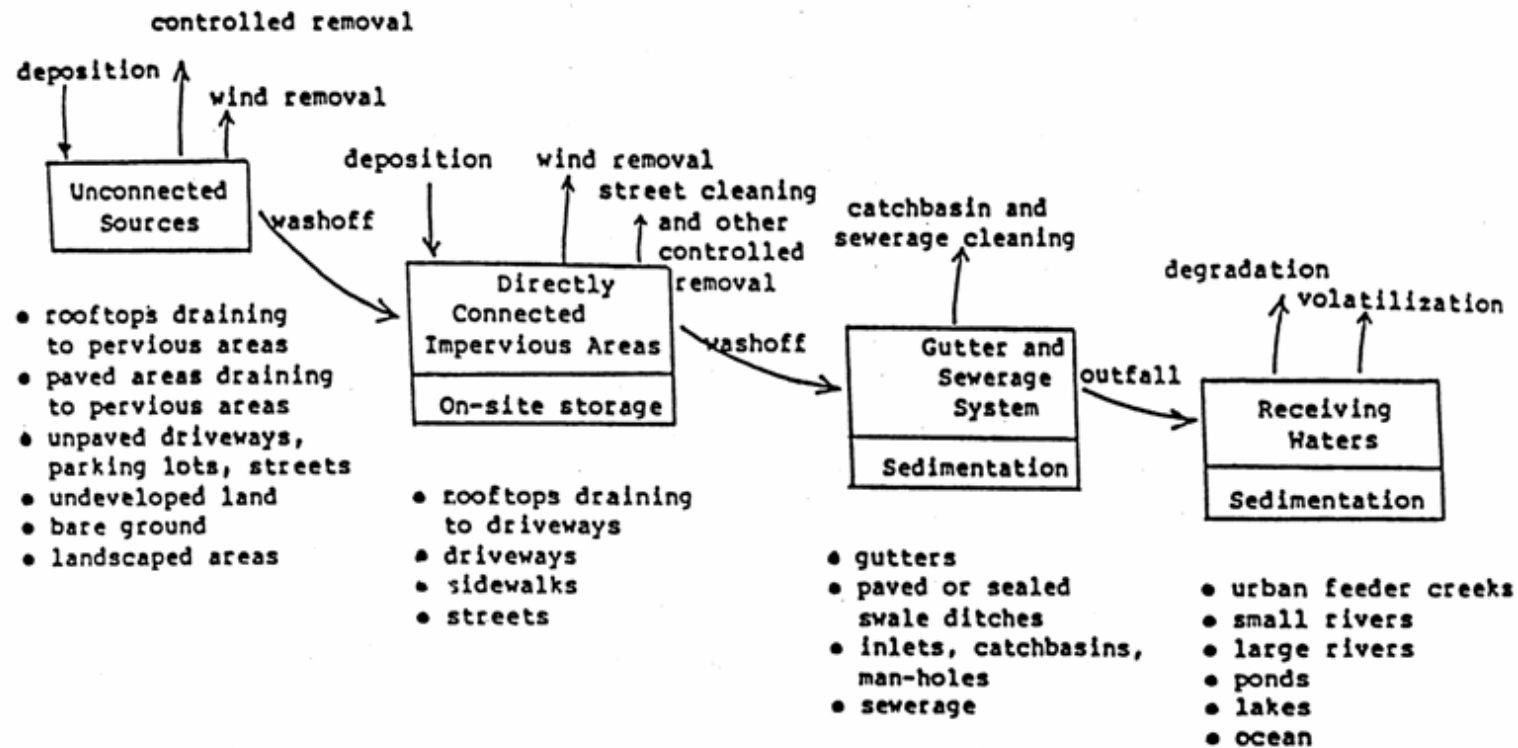 controlled removal
deposition
wind removal
Unconnected
Sources
washoff
• rooftops draining
to pervious areas
• paved areas draining
to pervious areas
• unpaved driveways,
parking lots, streets
• undeveloped land
• bare ground
• landscaped areas
deposition
wind removal
street cleaning
and other
controlled
removal
Directly
Connected
Impervious Areas
On-site storage
washoff
• rooftops draining
to driveways
• driveways
• sidewalks
• streets
catchbasin and
sewerage cleaning
Gutter and
Sewerage
System
Sedimentation
outfall
• gutters
• paved or sealed
swale ditches
• inlets, catchbasins,
man-holes
• sewerage
degradation
volatilization
Receiving
Waters
Sedimentation
• urban feeder creeks
• small rivers
• large rivers
• ponds
• lakes
• ocean